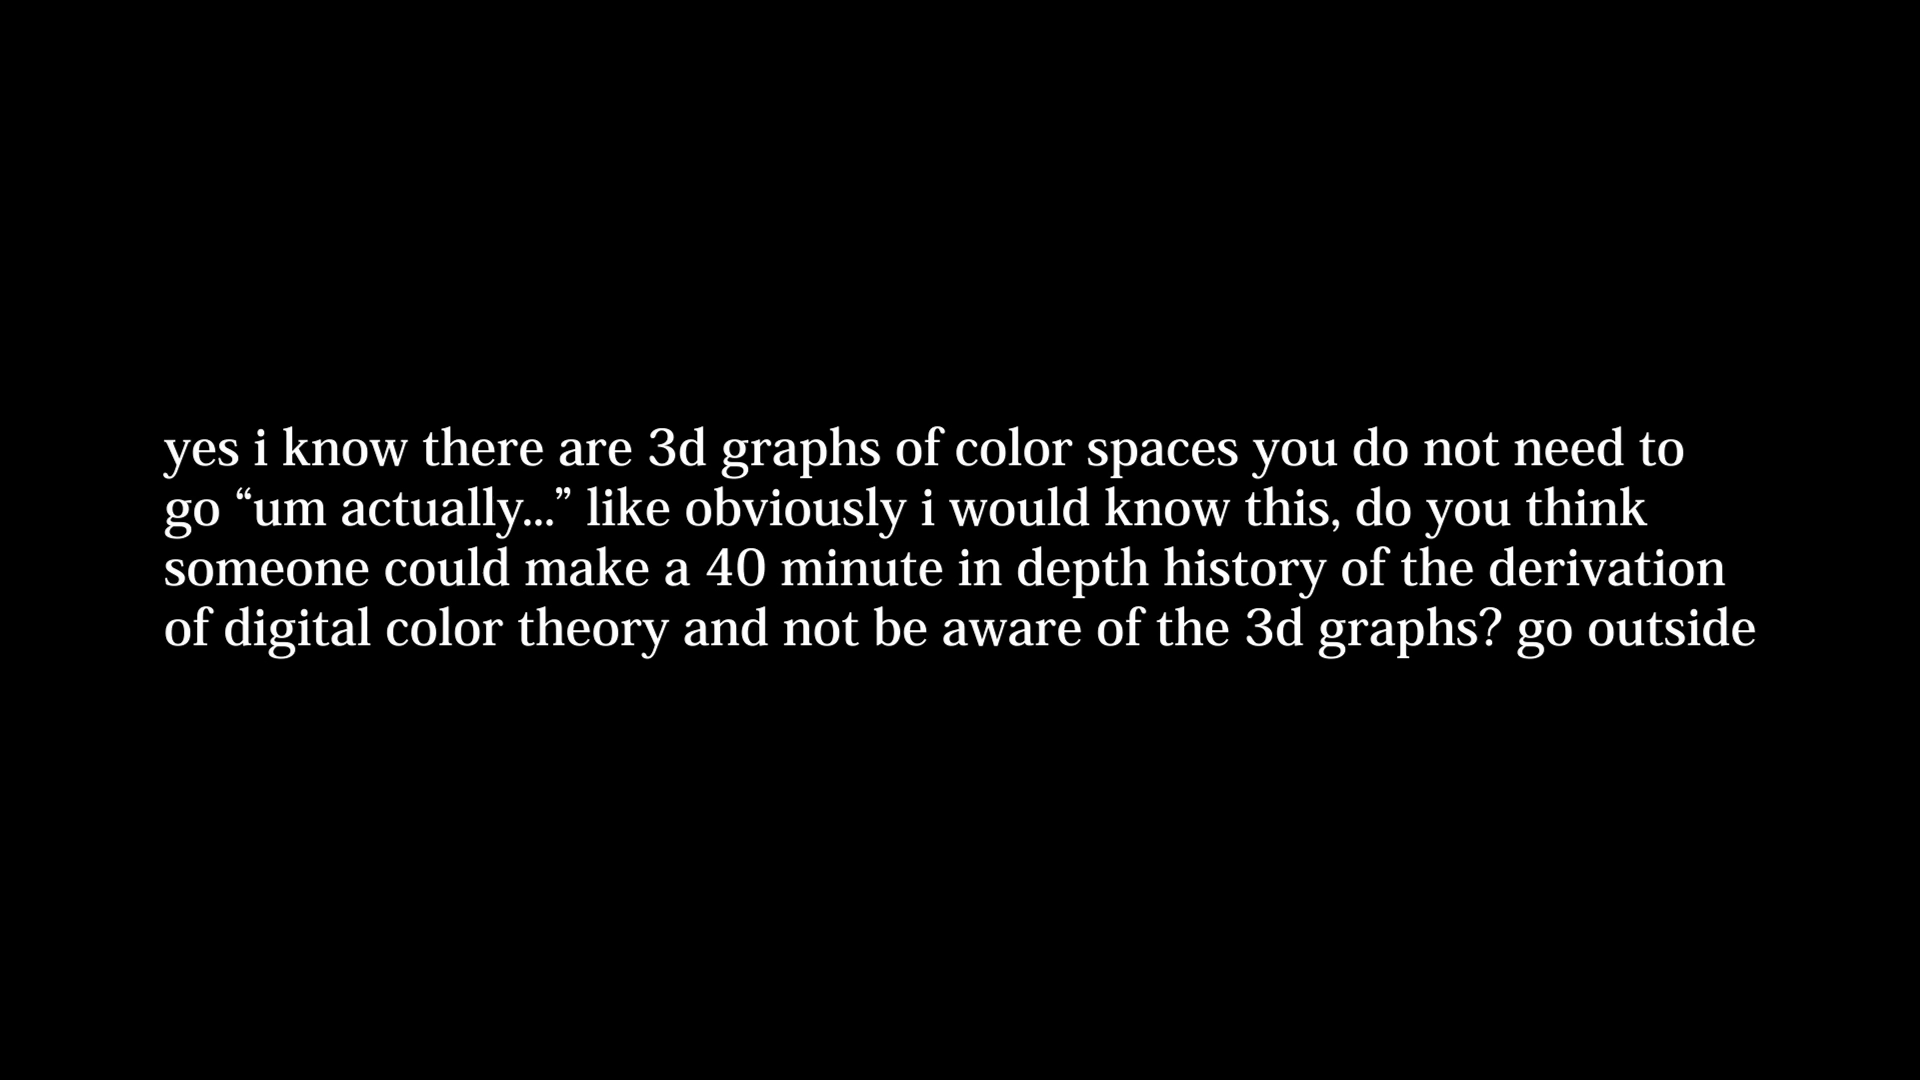 yes i know there are 3d graphs of color spaces you do not need to
go “um actually...” like obviously i would know this, do you think
someone could make a 40 minute in depth history of the derivation
of digital color theory and not be aware of the 3d graphs? go outside